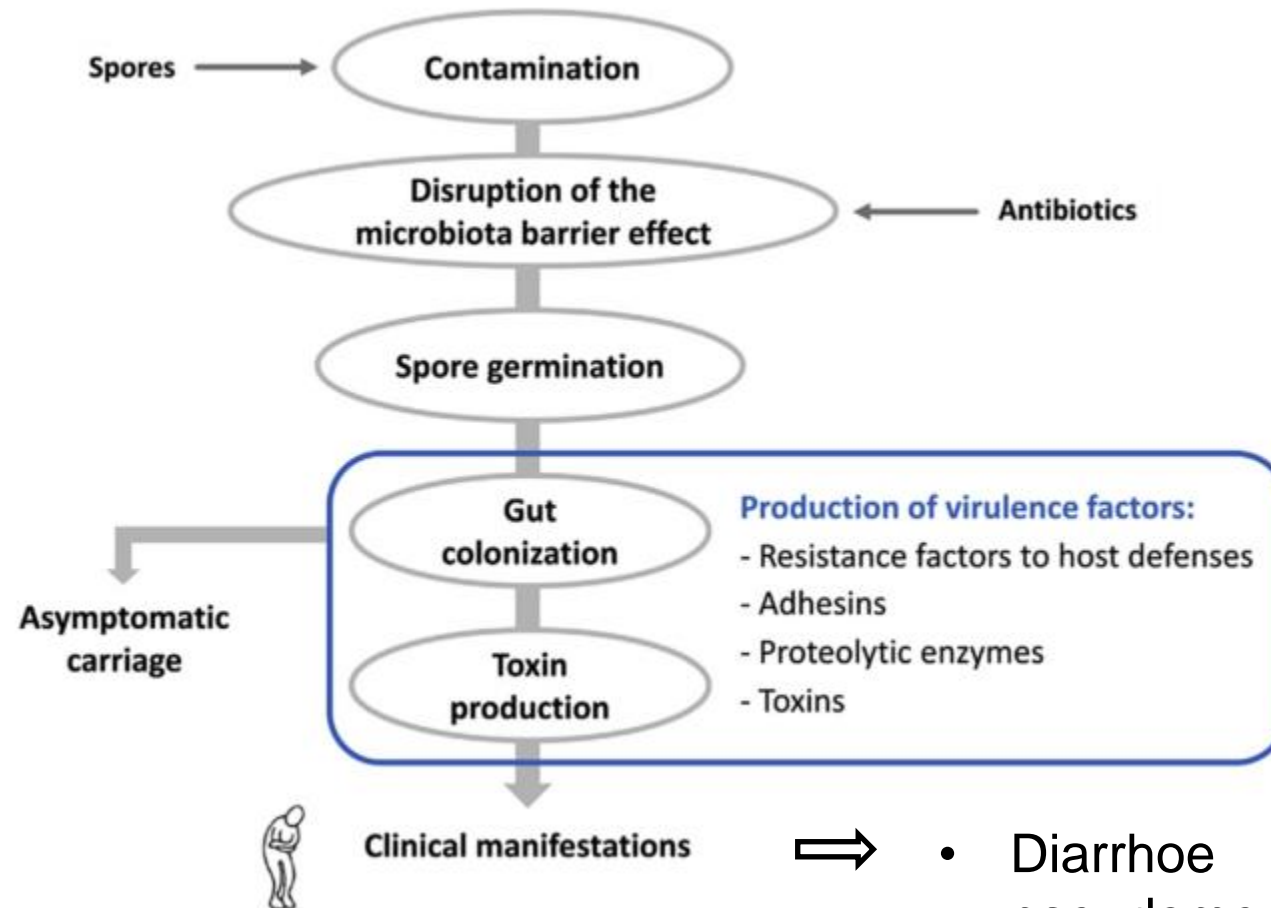 Spores
Contamination
Disruption of the
microbiota barrier effect
Antibiotics
Spore germination
Gut
colonization
Production of virulence factors:
- Resistance factors to host defenses
- Adhesins
- Proteolytic enzymes
- Toxins
Asymptomatic
carriage
Toxin
production
Clinical manifestations
• Diarrhoe